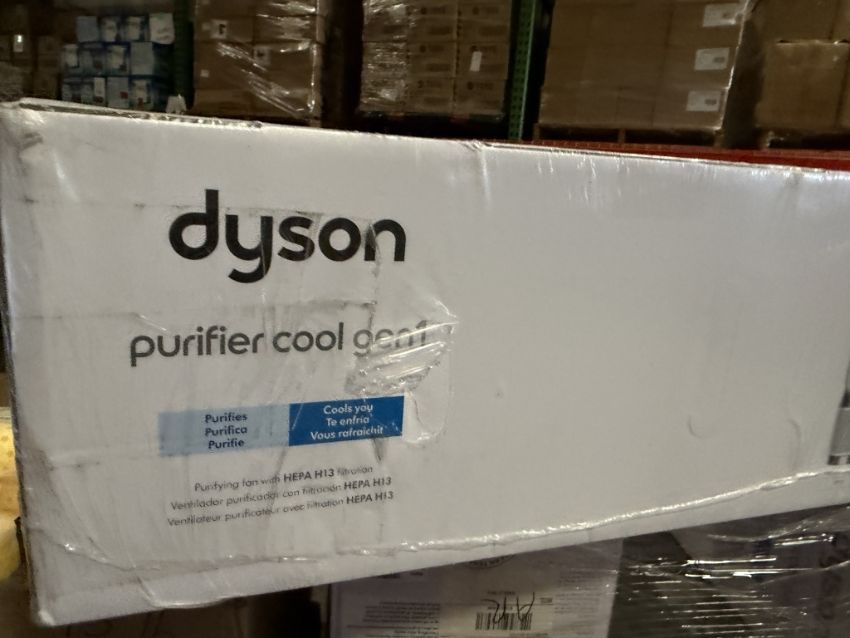 dyson
purifier cool gen1
Purifies
Purifica
Purifie
Cools you
Te enfría
Vous rafraîchit
Purifying fan with HEPA H13 filtration
Ventilador purificador con filtración HEPA H13
Ventilateur purificateur avec filtration HEPA H13